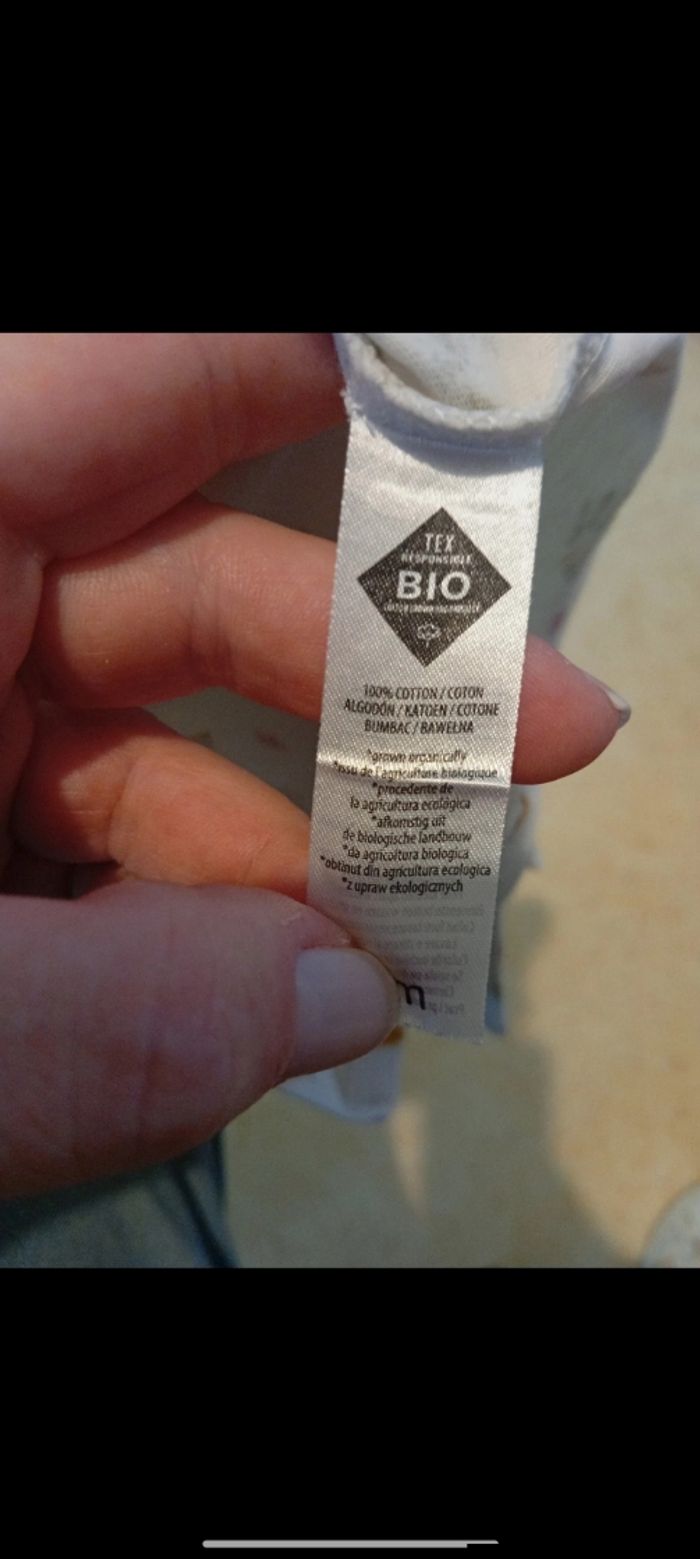 TEX
RESPONSIBLE
BIO
100% COTTON / COTON
ALGODÓN / KATOEN / COTONE
BUMBAC / BAWEŁNA
*grown organically
*issu de l'agriculture biologique
*procedente de
la agricultura ecológica
*afkomstig uit
de biologische landbouw
*da agricoltura biologica
*obtinut din agricultura ecologica
*z upraw ekologicznych
m